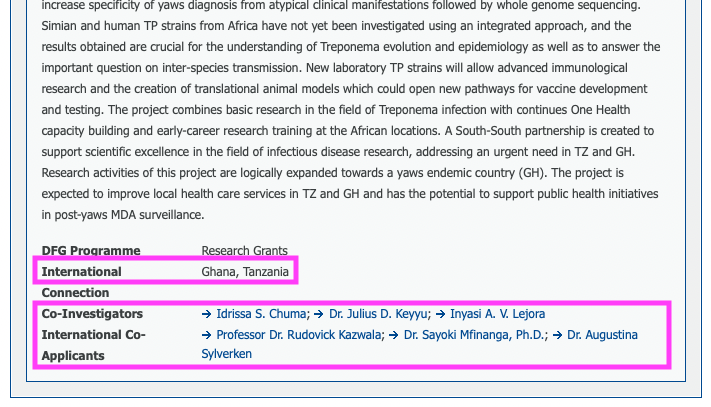 increase specificity of yaws diagnosis from atypical clinical manifestations followed by whole genome sequencing.
Simian and human TP strains from Africa have not yet been investigated using an integrated approach, and the
results obtained are crucial for the understanding of Treponema evolution and epidemiology as well as to answer the
important question on inter-species transmission. New laboratory TP strains will allow advanced immunological
research and the creation of translational animal models which could open new pathways for vaccine development
and testing. The project combines basic research in the field of Treponema infection with continues One Health
capacity building and early-career research training at the African locations. A South-South partnership is created to
support scientific excellence in the field of infectious disease research, addressing an urgent need in TZ and GH.
Research activities of this project are logically expanded towards a yaws endemic country (GH). The project is
expected to improve local health care services in TZ and GH and has the potential to support public health initiatives
in post-yaws MDA surveillance.
DFG Programme Research Grants
International Ghana, Tanzania
Connection
Co-Investigators → Idrissa S. Chuma; → Dr. Julius D. Keyyu; → Inyasi A. V. Lejora
International Co- → Professor Dr. Rudovick Kazwala; → Dr. Sayoki Mfinanga, Ph.D.; → Dr. Augustina
Applicants Sylverken